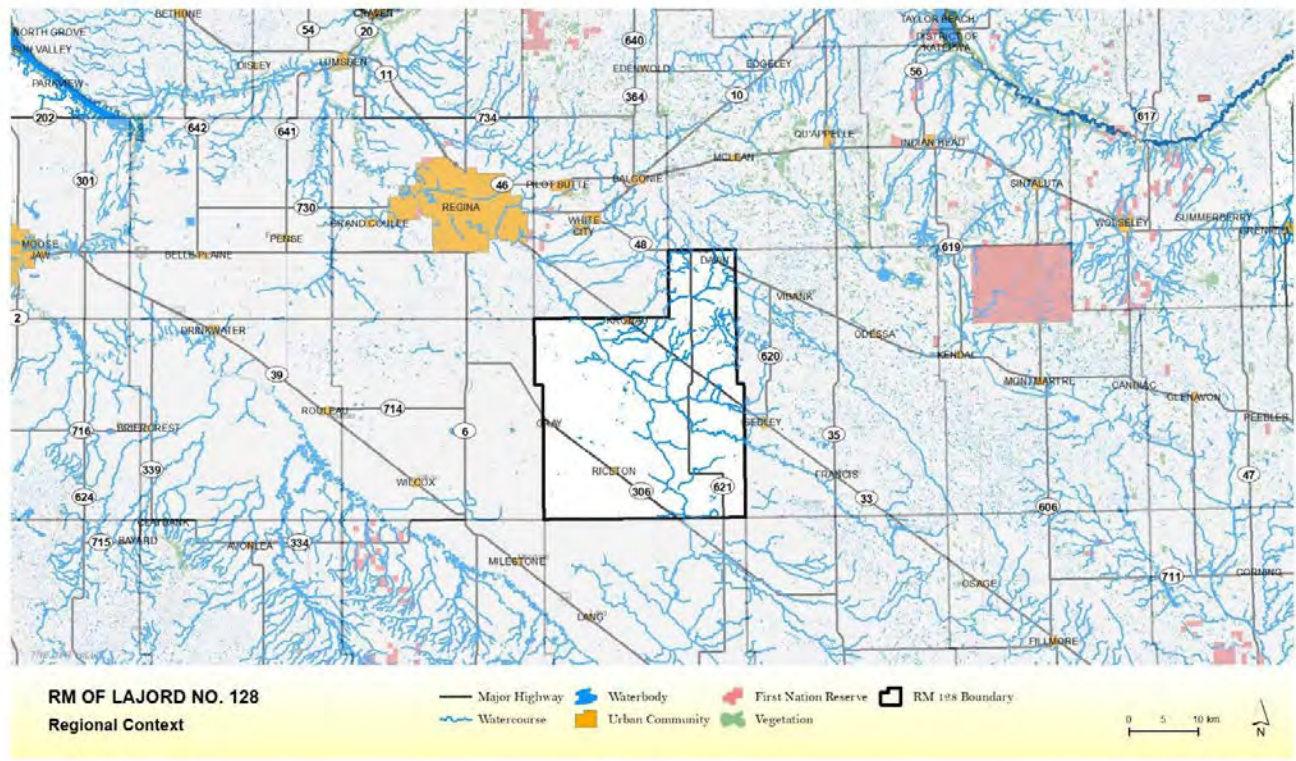 BETHUNE
CRAVEN
54
20
640
TAYLOR BEACH
NORTH GROVE
SUN VALLEY
DISTRICT OF
KATEPWA
DISLEY
LUMSDEN
EDENWOLD
EDGELEY
PARKVIEW
11
56
364
10
202
642
641
734
617
QU'APPELLE
INDIAN HEAD
MCLEAN
301
46
PILOT BUTTE
BALGONIE
SINTALUTA
730
REGINA
GRAND COULEE
WHITE
CITY
WOLSELEY
SUMMERBERRY
GRENFELL
PENSE
MOOSE
JAW
BELLE PLAINE
48
619
DAVIN
VIBANK
2
DRINKWATER
KRONAU
ODESSA
620
KENDAL
39
MONTMARTRE
CANDIAC
ROULEAU
714
GLENAVON
PEEBLES
716
BRIERCREST
6
GRAY
SEDLEY
35
339
RICETON
FRANCIS
47
624
WILCOX
306
621
33
606
CLAYBANK
715
BAYARD
AVONLEA
334
MILESTONE
OSAGE
711
CORNING
LANG
FILLMORE
RM OF LAJORD NO. 128
Regional Context
Major Highway
Waterbody
First Nation Reserve
RM 128 Boundary
Watercourse
Urban Community
Vegetation
0 5 10 km
N